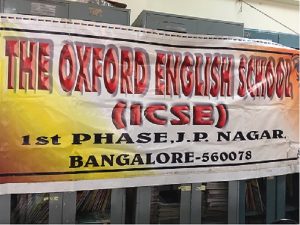 THE OXFORD ENGLISH SCHOOL
(ICSE)
1st PHASE, J.P. NAGAR.
BANGALORE-560078